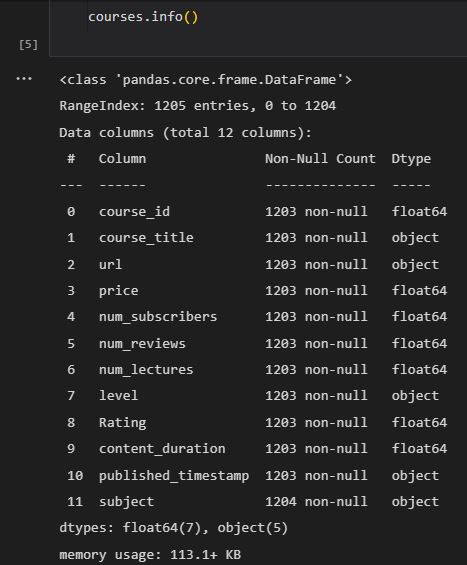 courses.info()
[5]
...
<class 'pandas.core.frame.DataFrame'>
RangeIndex: 1205 entries, 0 to 1204
Data columns (total 12 columns):
 #   Column               Non-Null Count  Dtype
---  ------               --------------  -----
 0   course_id            1203 non-null   float64
 1   course_title         1203 non-null   object
 2   url                  1203 non-null   object
 3   price                1203 non-null   float64
 4   num_subscribers      1203 non-null   float64
 5   num_reviews          1203 non-null   float64
 6   num_lectures         1203 non-null   float64
 7   level                1203 non-null   object
 8   Rating               1203 non-null   float64
 9   content_duration     1203 non-null   float64
 10  published_timestamp  1203 non-null   object
 11  subject              1204 non-null   object
dtypes: float64(7), object(5)
memory usage: 113.1+ KB